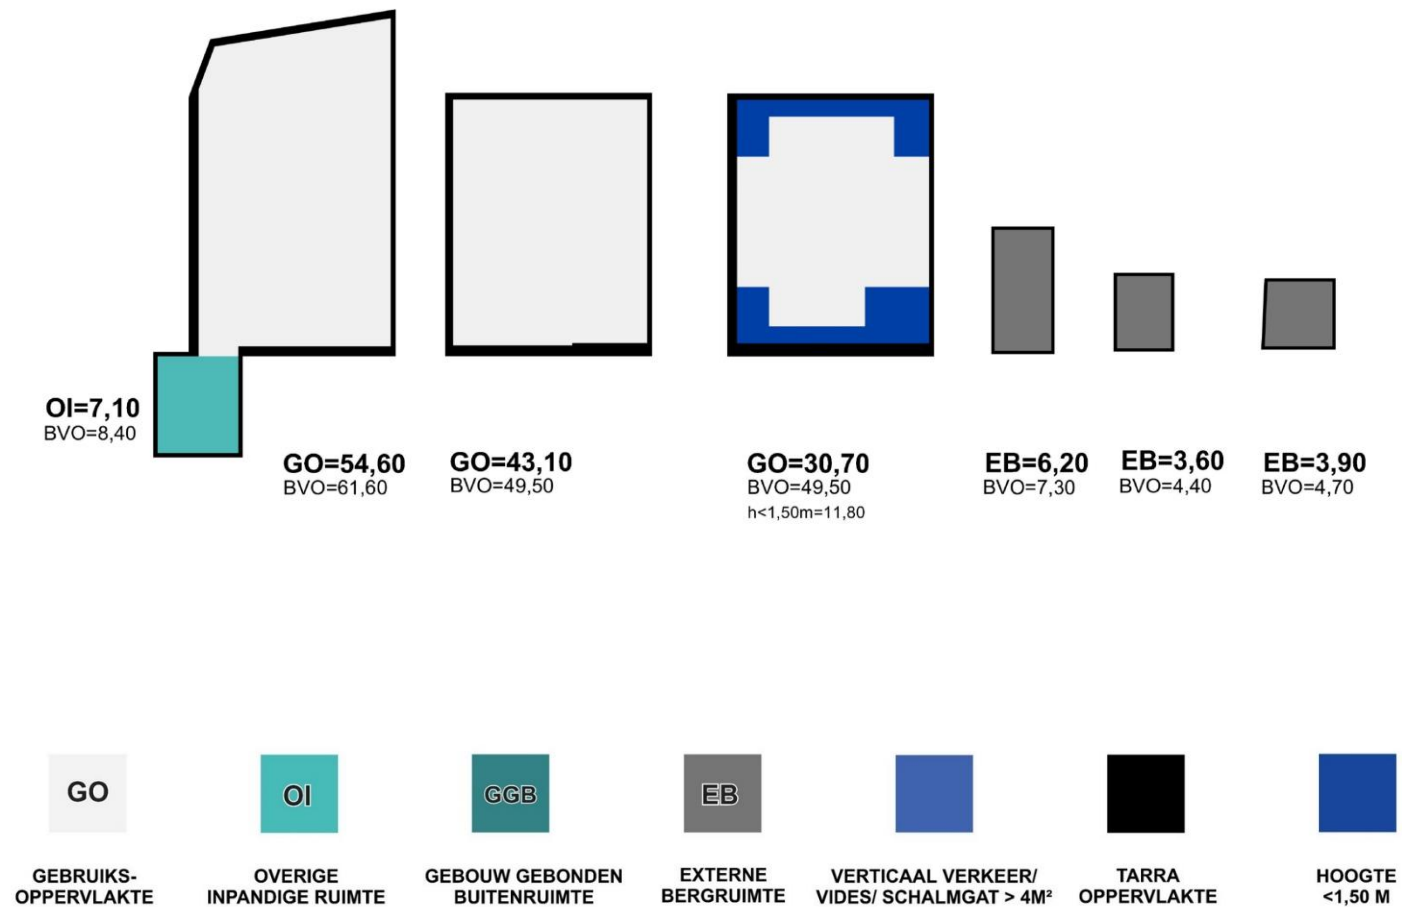 OI=7,10
BVO=8,40
GO=54,60
BVO=61,60
GO=43,10
BVO=49,50
GO=30,70
BVO=49,50
h<1,50m=11,80
EB=6,20
BVO=7,30
EB=3,60
BVO=4,40
EB=3,90
BVO=4,70
GO
GEBRUIKS-
OPPERVLAKTE
OI
OVERIGE
INPANDIGE RUIMTE
GGB
GEBOUW GEBONDEN
BUITENRUIMTE
EB
EXTERNE
BERGRUIMTE
VERTICAAL VERKEER/
VIDES/ SCHALMGAT > 4M²
TARRA
OPPERVLAKTE
HOOGTE
<1,50 M